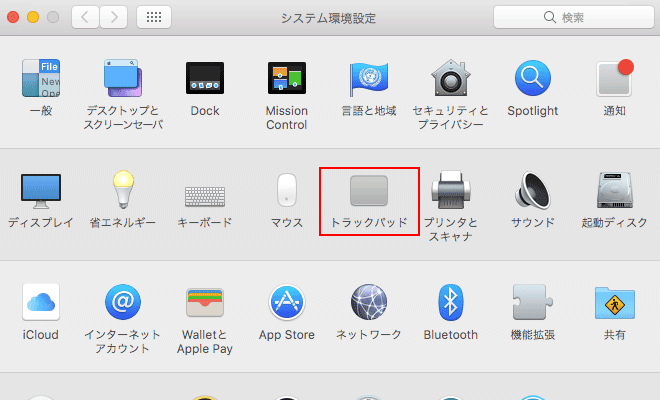 システム環境設定
検索
File
New
Ope
一般
デスクトップと
スクリーンセーバ
Dock
Mission
Control
言語と地域
セキュリティと
プライバシー
Spotlight
通知
ディスプレイ
省エネルギー
キーボード
マウス
トラックパッド
プリンタと
スキャナ
サウンド
起動ディスク
iCloud
インターネット
アカウント
Walletと
Apple Pay
App Store
ネットワーク
Bluetooth
機能拡張
共有